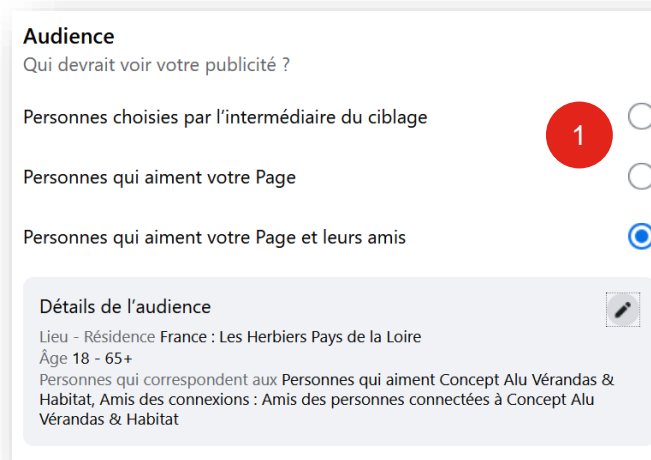 Audience
Qui devrait voir votre publicité ?
Personnes choisies par l’intermédiaire du ciblage
1
Personnes qui aiment votre Page
Personnes qui aiment votre Page et leurs amis
Détails de l’audience
Lieu - Résidence France : Les Herbiers Pays de la Loire
Âge 18 - 65+
Personnes qui correspondent aux Personnes qui aiment Concept Alu Vérandas &
Habitat, Amis des connexions : Amis des personnes connectées à Concept Alu
Vérandas & Habitat